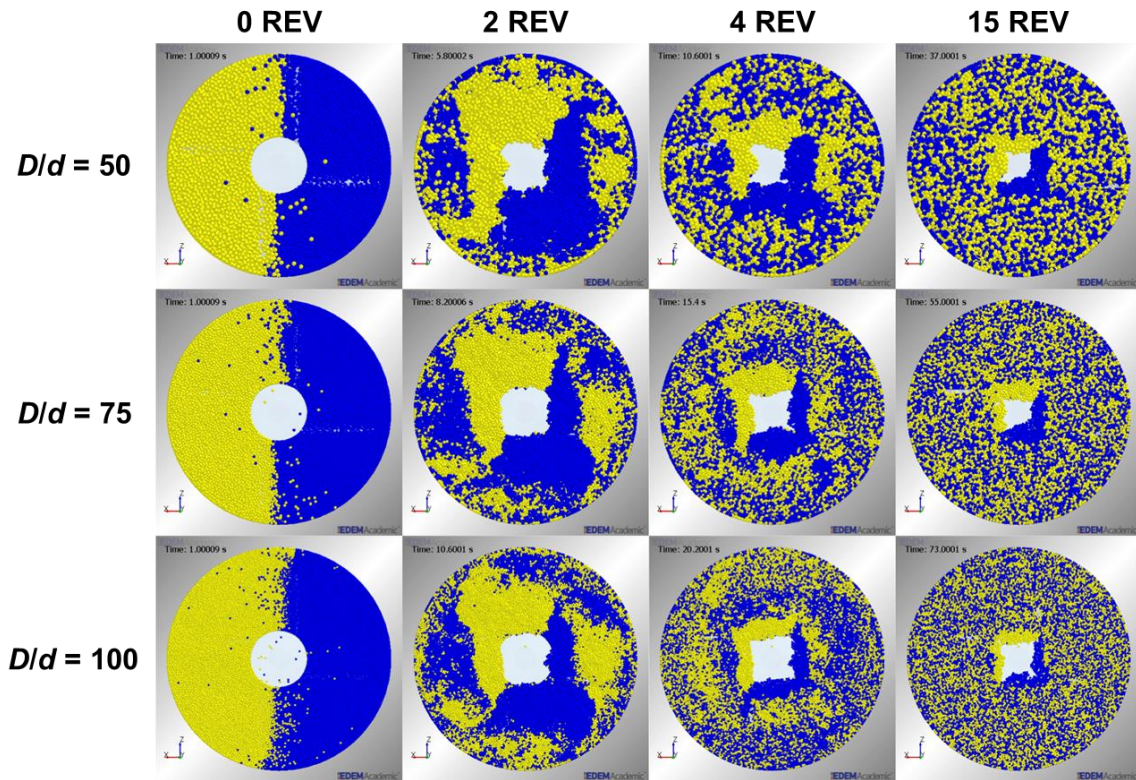 0 REV 2 REV 4 REV 15 REV
D/d = 50
Time: 1.00009 s Time: 5.80002 s Time: 10.6001 s Time: 37.0001 s
Z X Y Z X Y Z X Y Z X Y
EDEMAcademic EDEMAcademic EDEMAcademic EDEMAcademic
D/d = 75
Time: 1.00009 s Time: 8.20006 s Time: 15.4 s Time: 55.0001 s
Z X Y Z X Y Z X Y Z X Y
EDEMAcademic EDEMAcademic EDEMAcademic EDEMAcademic
D/d = 100
Time: 1.00009 s Time: 10.6001 s Time: 20.2001 s Time: 73.0001 s
Z X Y Z X Y Z X Y Z X Y
EDEMAcademic EDEMAcademic EDEMAcademic EDEMAcademic